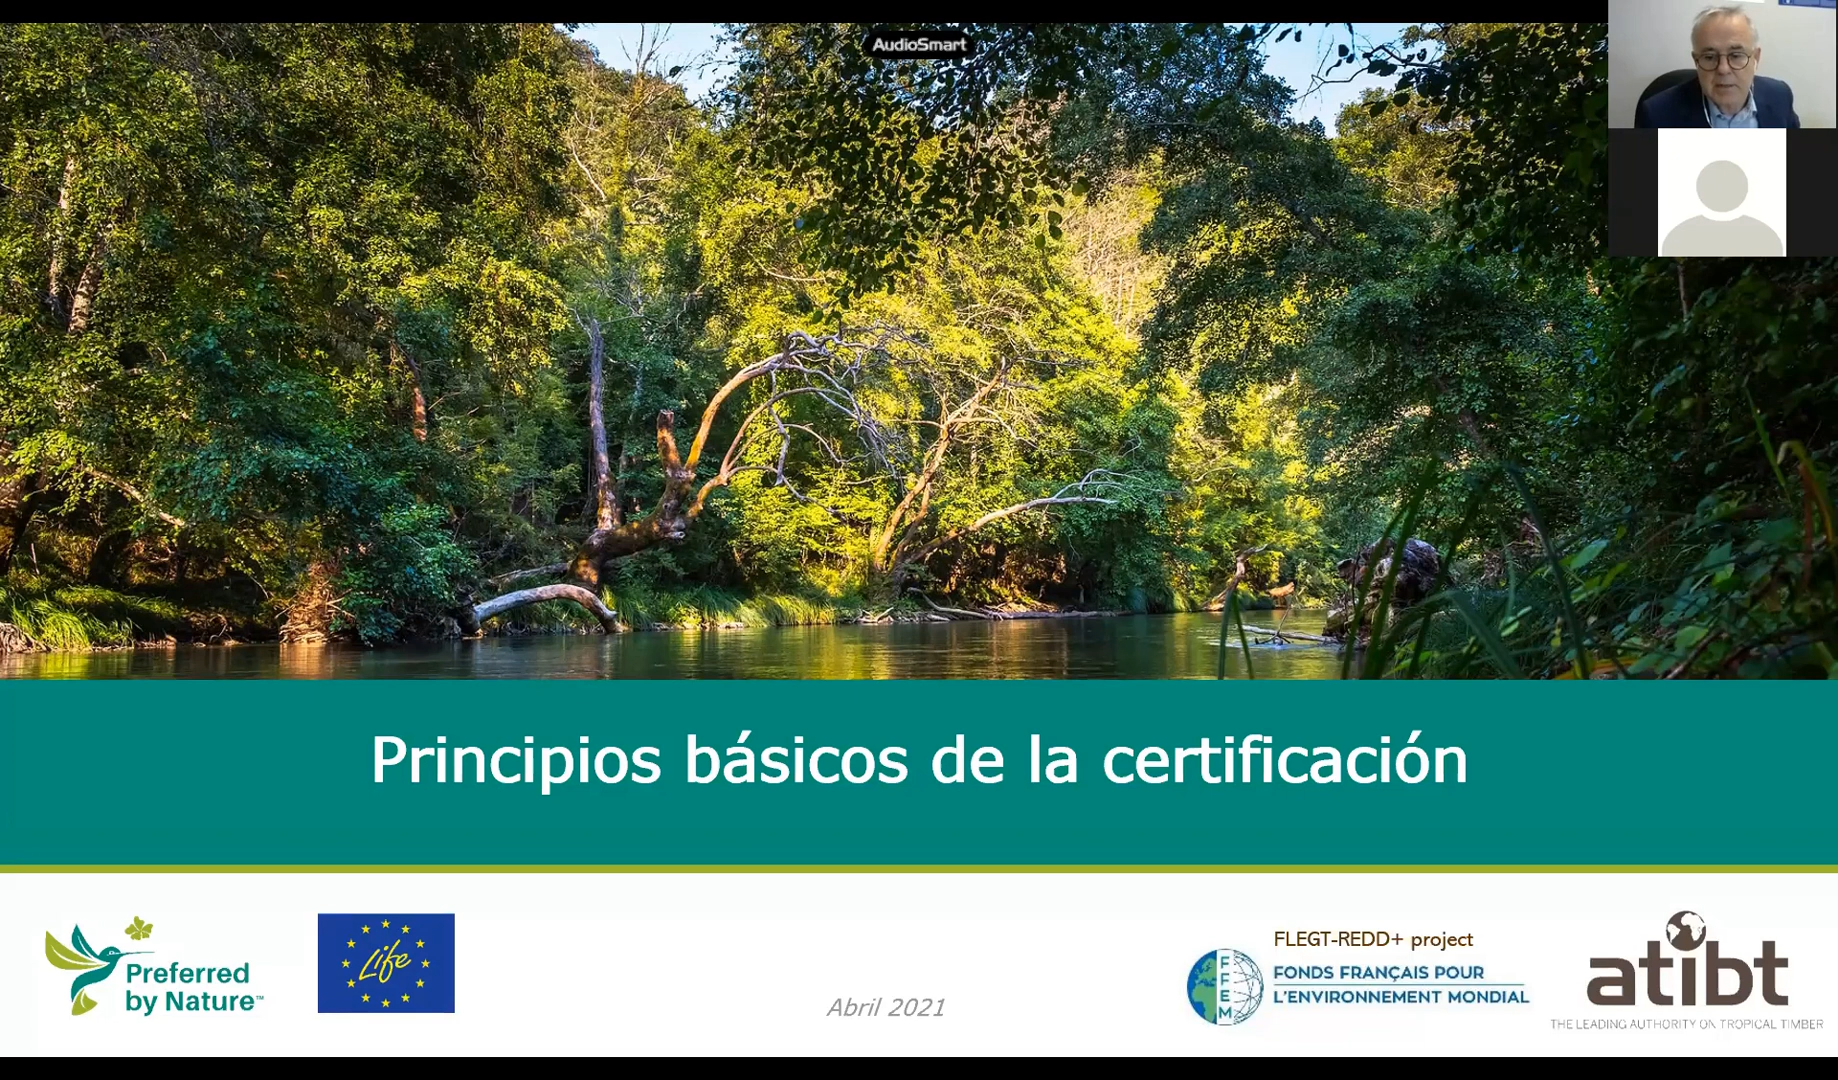 AudioSmart
Principios básicos de la certificación
Preferred
by Nature™
Life
Abril 2021
FLEGT-REDD+ project
FFEM
FONDS FRANÇAIS POUR
L'ENVIRONNEMENT MONDIAL
atibt
THE LEADING AUTHORITY ON TROPICAL TIMBER